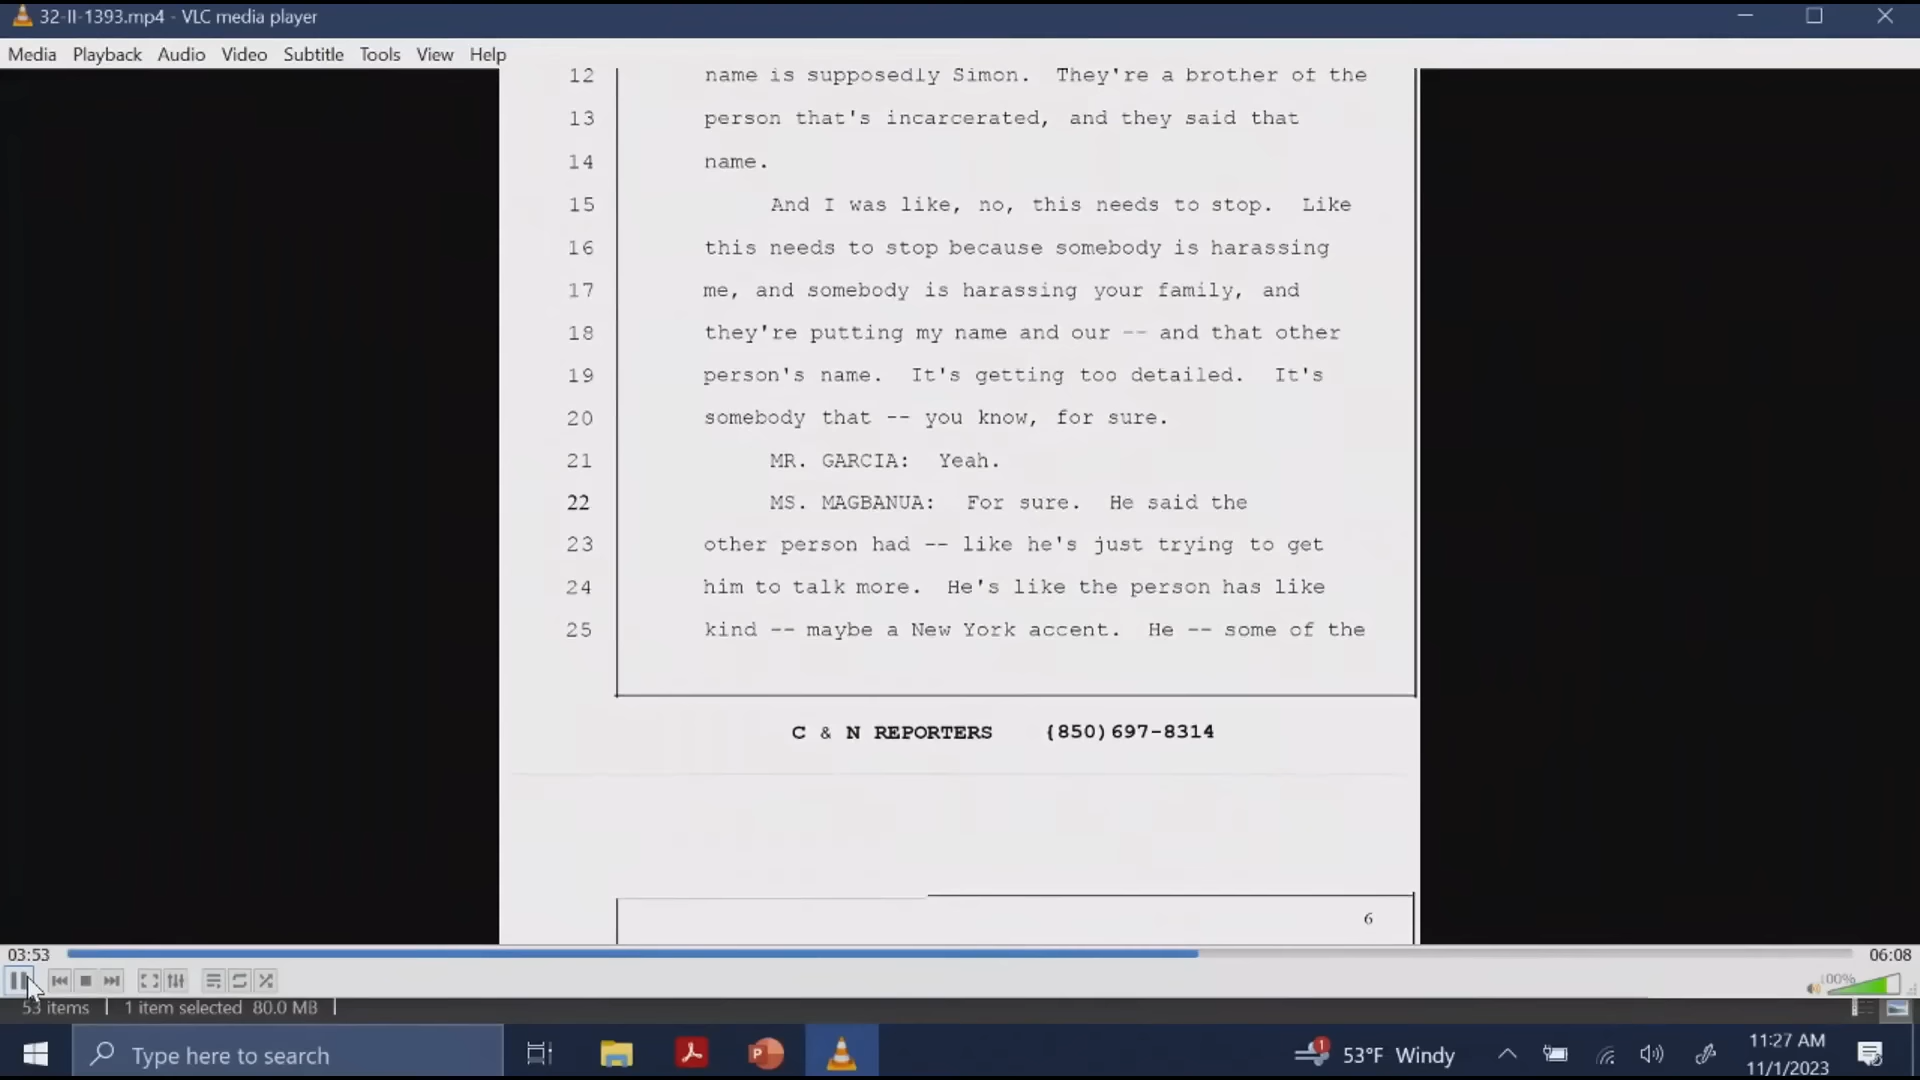 32-II-1393.mp4 - VLC media player
Media Playback Audio Video Subtitle Tools View Help
12 name is supposedly Simon. They're a brother of the
13 person that's incarcerated, and they said that
14 name.
15 And I was like, no, this needs to stop. Like
16 this needs to stop because somebody is harassing
17 me, and somebody is harassing your family, and
18 they're putting my name and our -- and that other
19 person's name. It's getting too detailed. It's
20 somebody that -- you know, for sure.
21 MR. GARCIA: Yeah.
22 MS. MAGBANUA: For sure. He said the
23 other person had -- like he's just trying to get
24 him to talk more. He's like the person has like
25 kind -- maybe a New York accent. He -- some of the
C & N REPORTERS (850)697-8314
6
03:53 06:08
100%
53 items 1 item selected 80.0 MB
Type here to search
1 53°F Windy
11:27 AM
11/1/2023